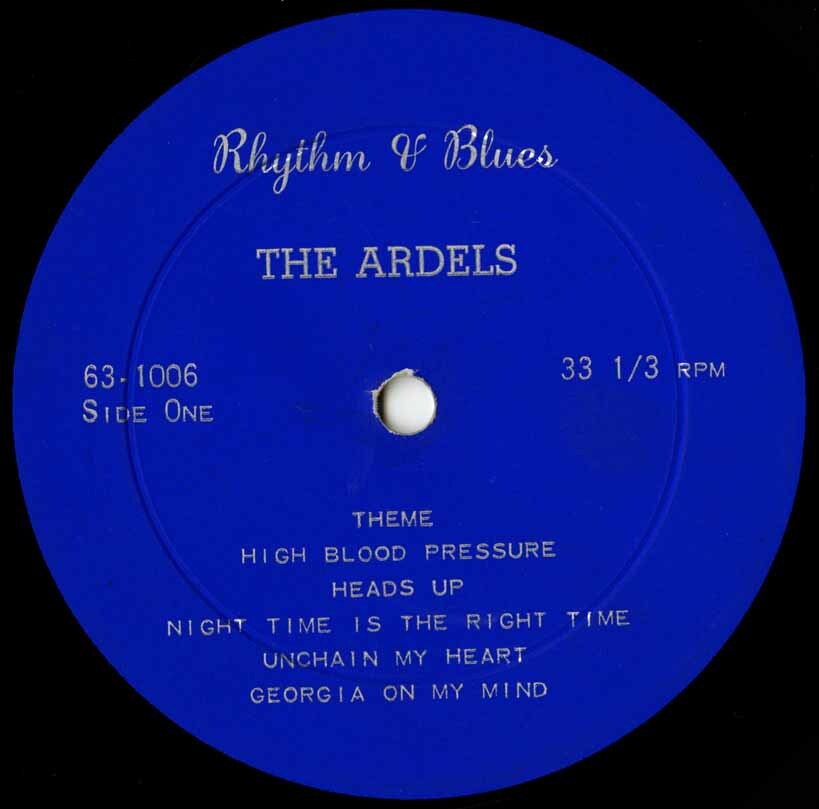 Rhythm & Blues
THE ARDELS
63-1006
SIDE ONE
33 1/3 RPM
THEME
HIGH BLOOD PRESSURE
HEADS UP
NIGHT TIME IS THE RIGHT TIME
UNCHAIN MY HEART
GEORGIA ON MY MIND